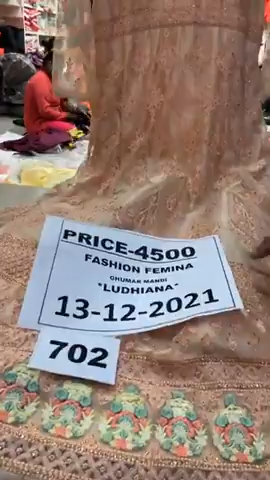 PRICE-4500
FASHION FEMINA
GHUMAR MANDI
"LUDHIANA"
13-12-2021
702